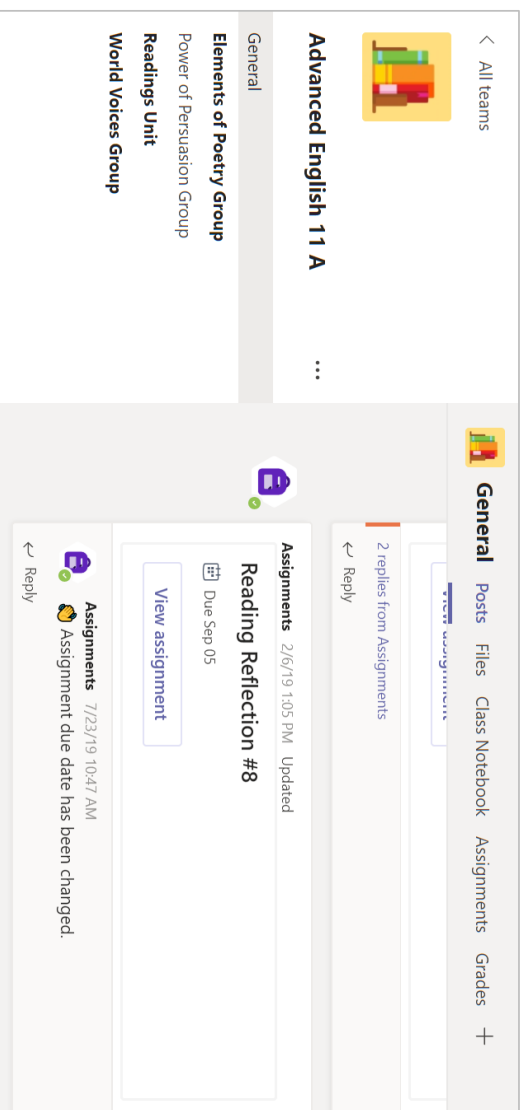 All teams
Advanced English 11 A
...
General
Elements of Poetry Group
Power of Persuasion Group
Readings Unit
World Voices Group
General Posts Files Class Notebook Assignments Grades +
View assignment
2 replies from Assignments
Reply
Assignments 2/6/19 1:05 PM Updated
Reading Reflection #8
Due Sep 05
View assignment
Assignments 7/23/19 10:47 AM
Assignment due date has been changed.
Reply